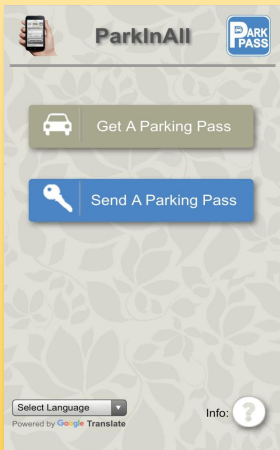 ParkInAll
PARK
PASS
Get A Parking Pass
Send A Parking Pass
Select Language
Powered by Google Translate
Info: ?